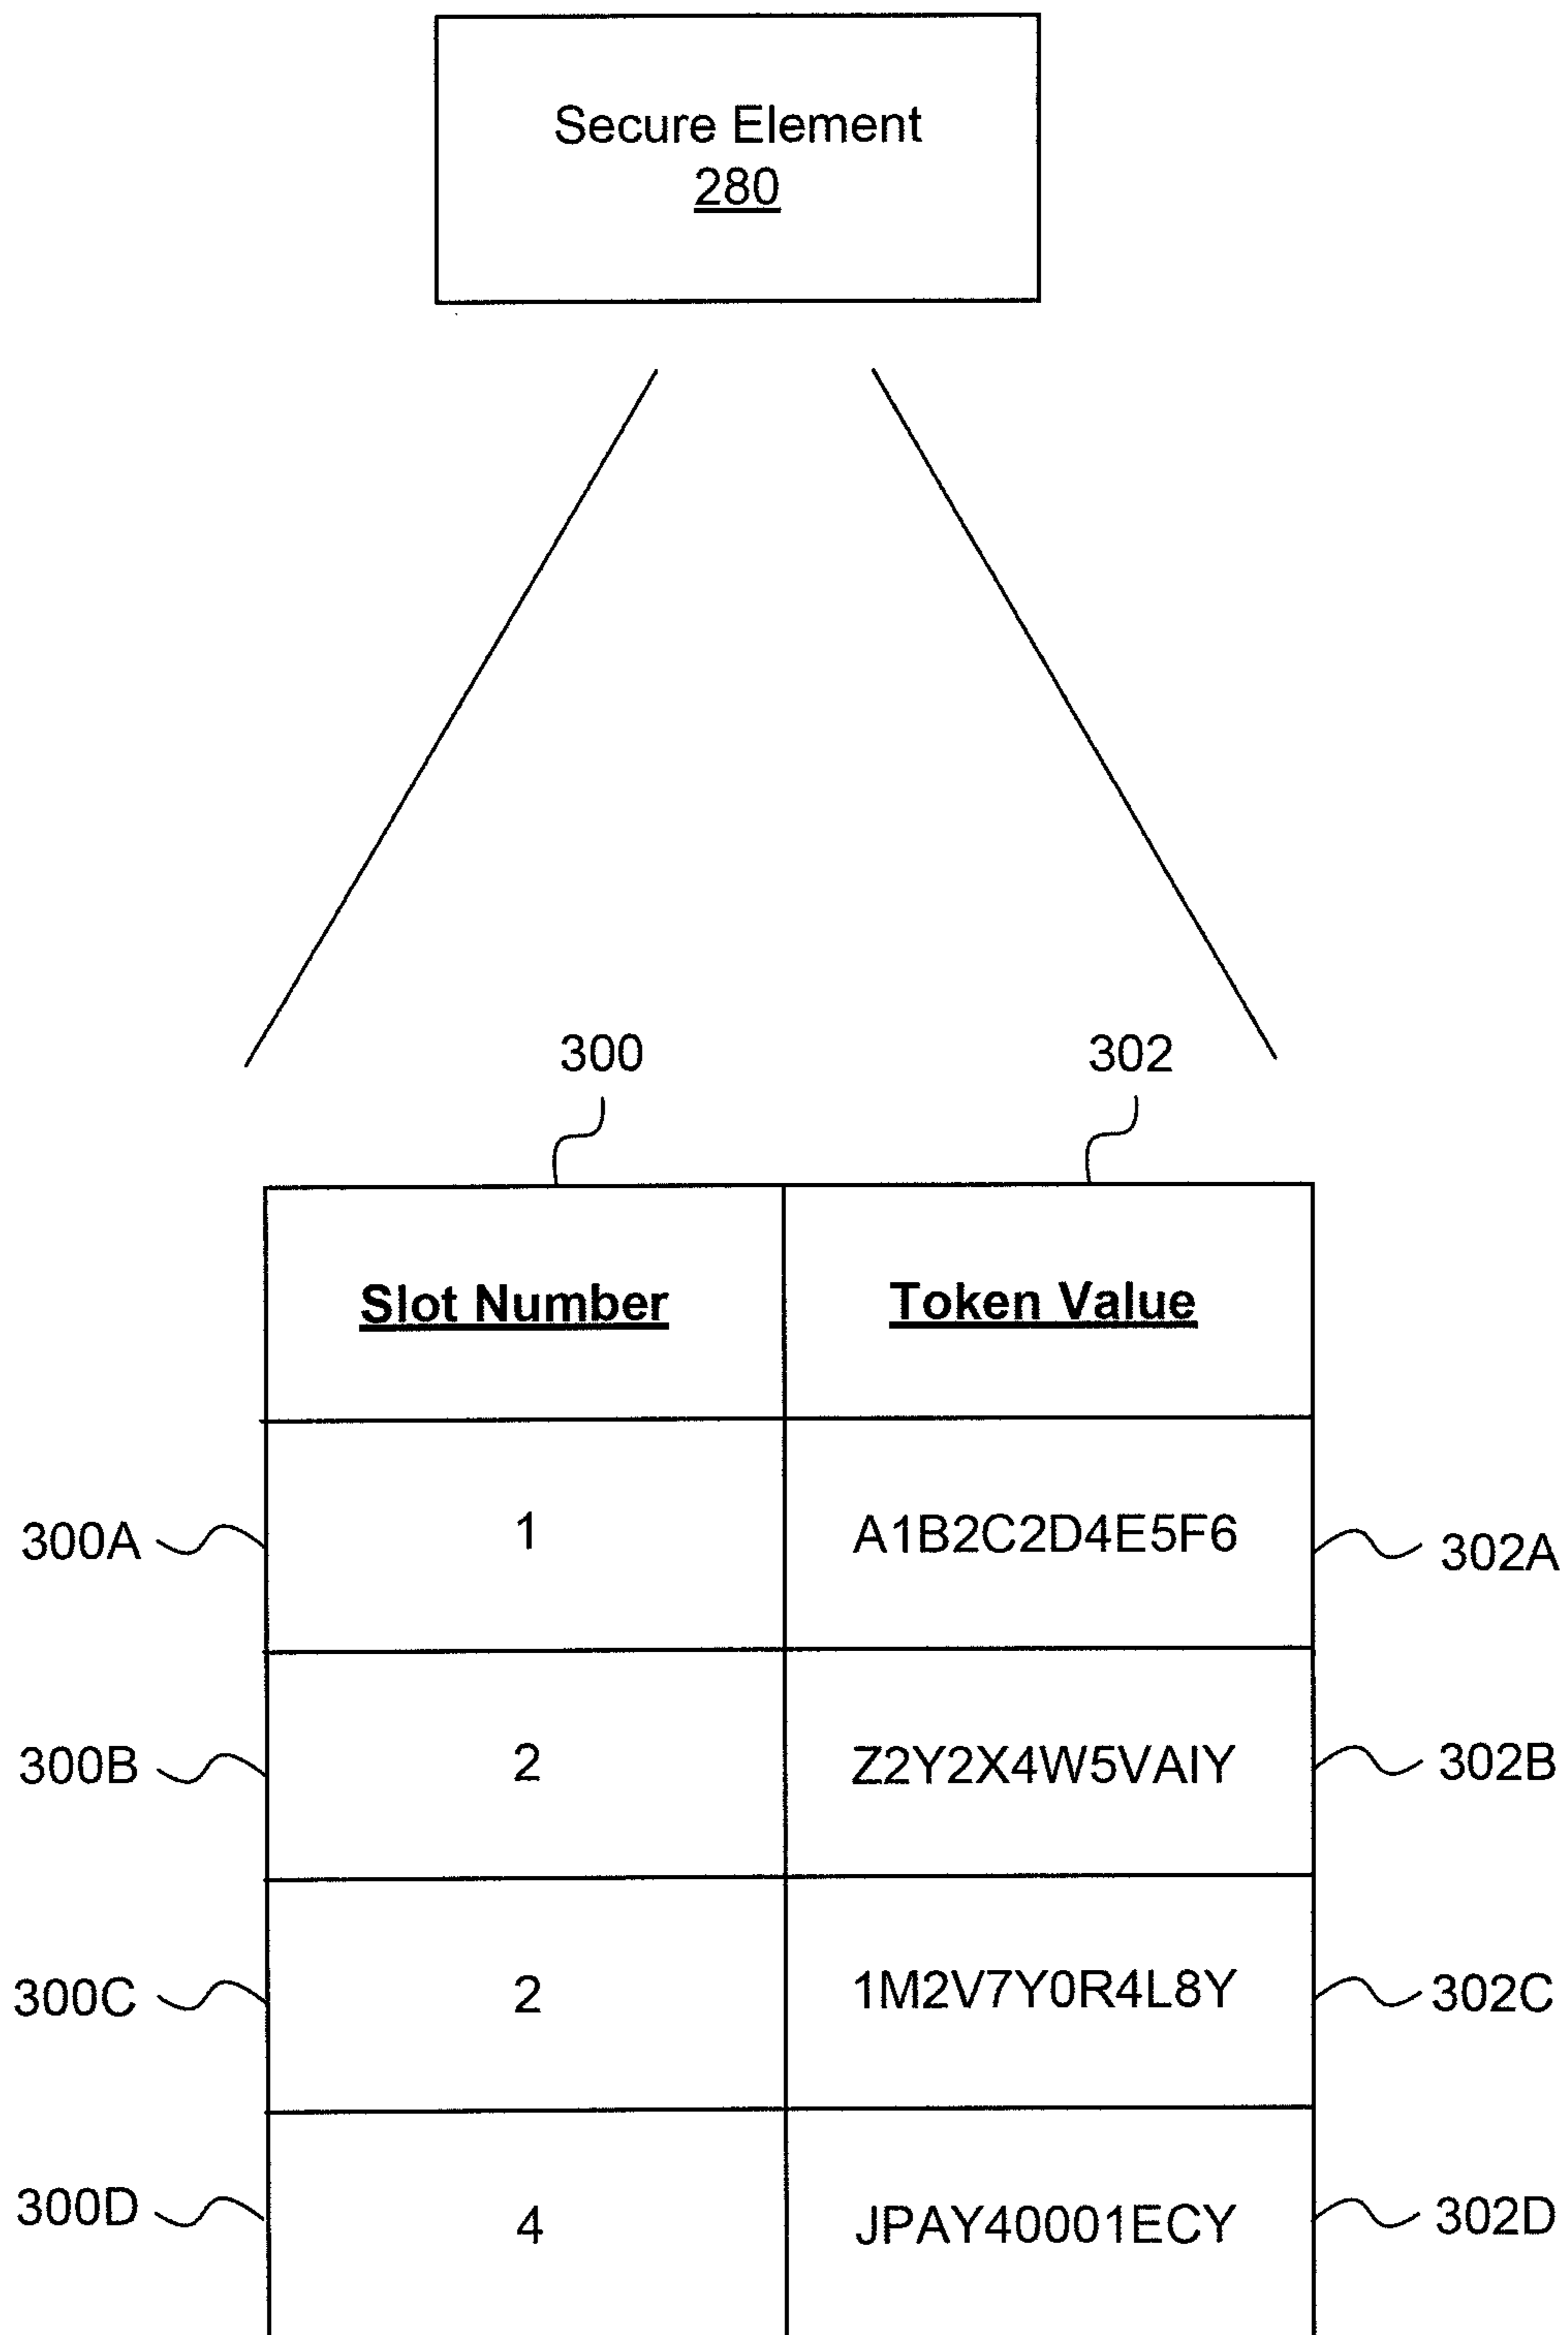 Secure Element
280
300 302
Slot Number Token Value
300A 1 A1B2C2D4E5F6 302A
300B 2 Z2Y2X4W5VAIY 302B
300C 2 1M2V7Y0R4L8Y 302C
300D 4 JPAY40001ECY 302D